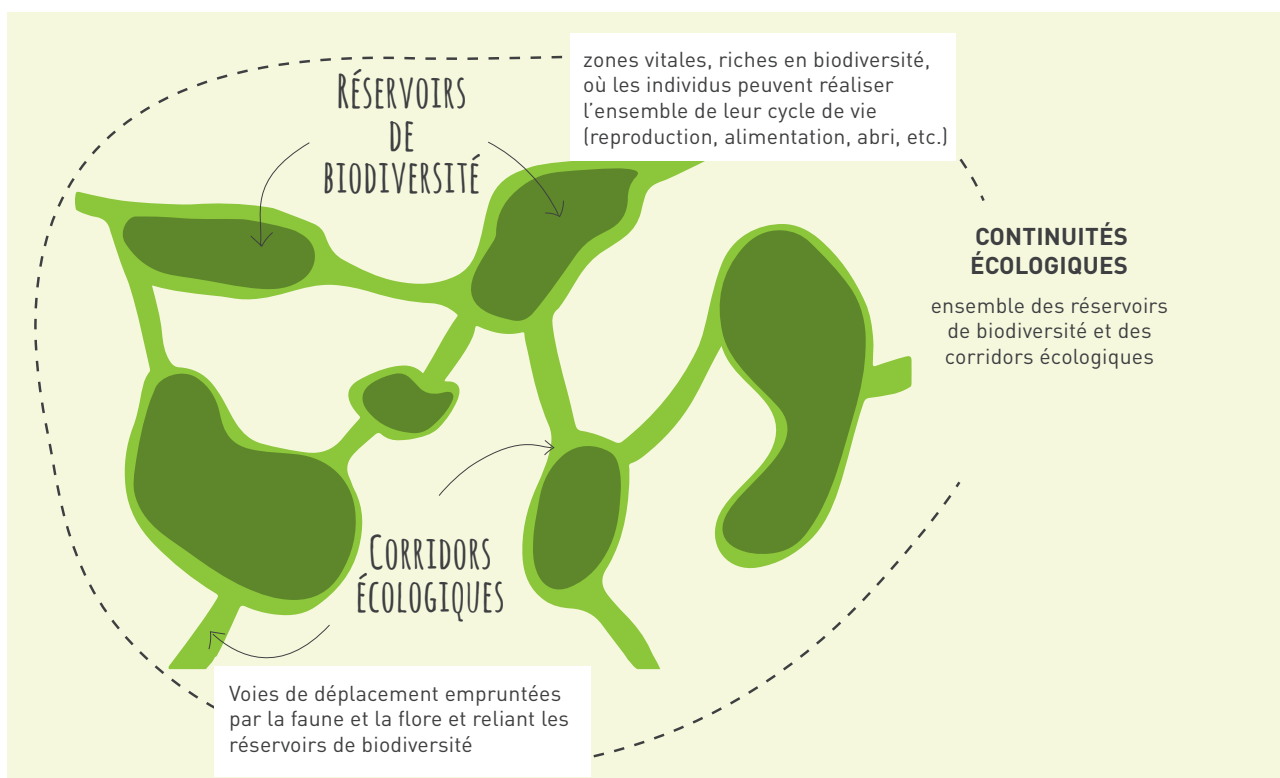 RÉSERVOIRS
DE
BIODIVERSITÉ
zones vitales, riches en biodiversité,
où les individus peuvent réaliser
l’ensemble de leur cycle de vie
(reproduction, alimentation, abri, etc.)
CONTINUITÉS
ÉCOLOGIQUES
ensemble des réservoirs
de biodiversité et des
corridors écologiques
CORRIDORS
ÉCOLOGIQUES
Voies de déplacement empruntées
par la faune et la flore et reliant les
réservoirs de biodiversité